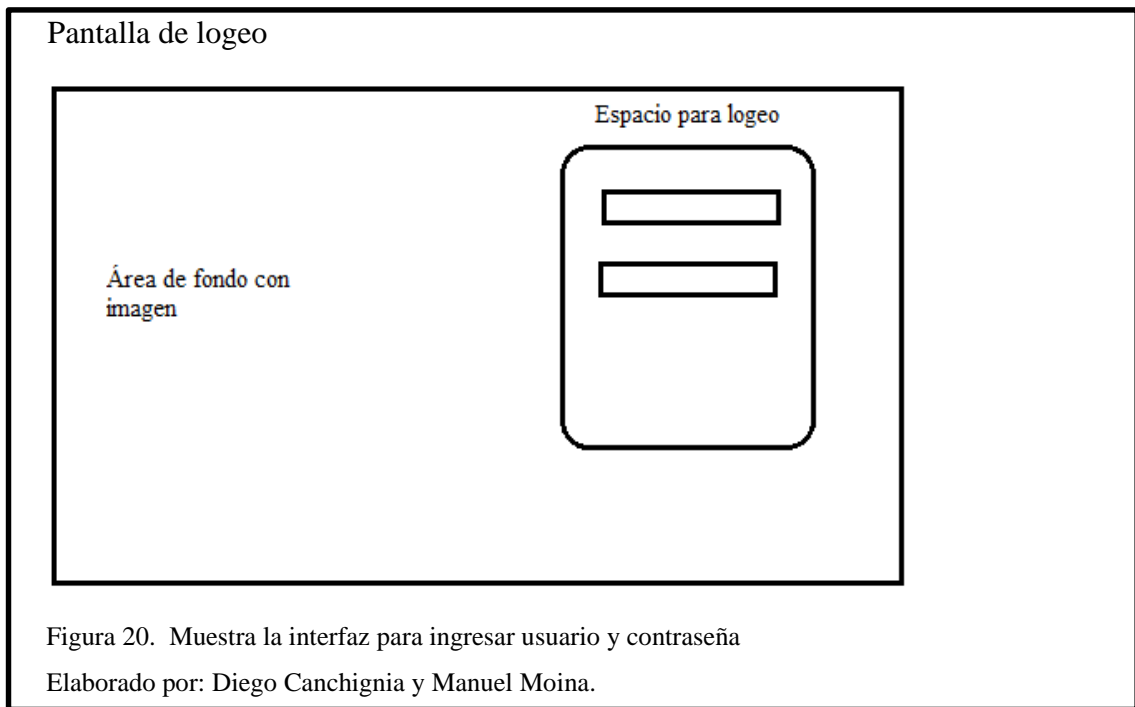 Pantalla de logeo
Espacio para logeo
Área de fondo con
imagen
Figura 20.  Muestra la interfaz para ingresar usuario y contraseña
Elaborado por: Diego Canchignia y Manuel Moina.